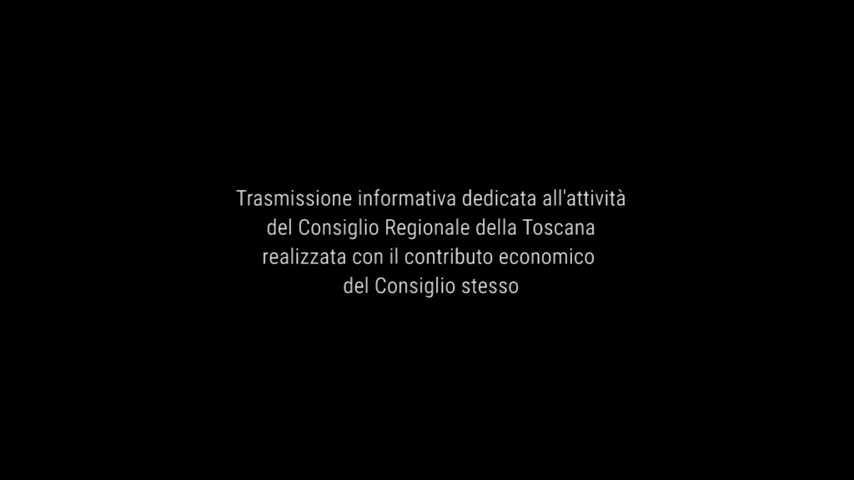 Trasmissione informativa dedicata all'attività
del Consiglio Regionale della Toscana
realizzata con il contributo economico
del Consiglio stesso